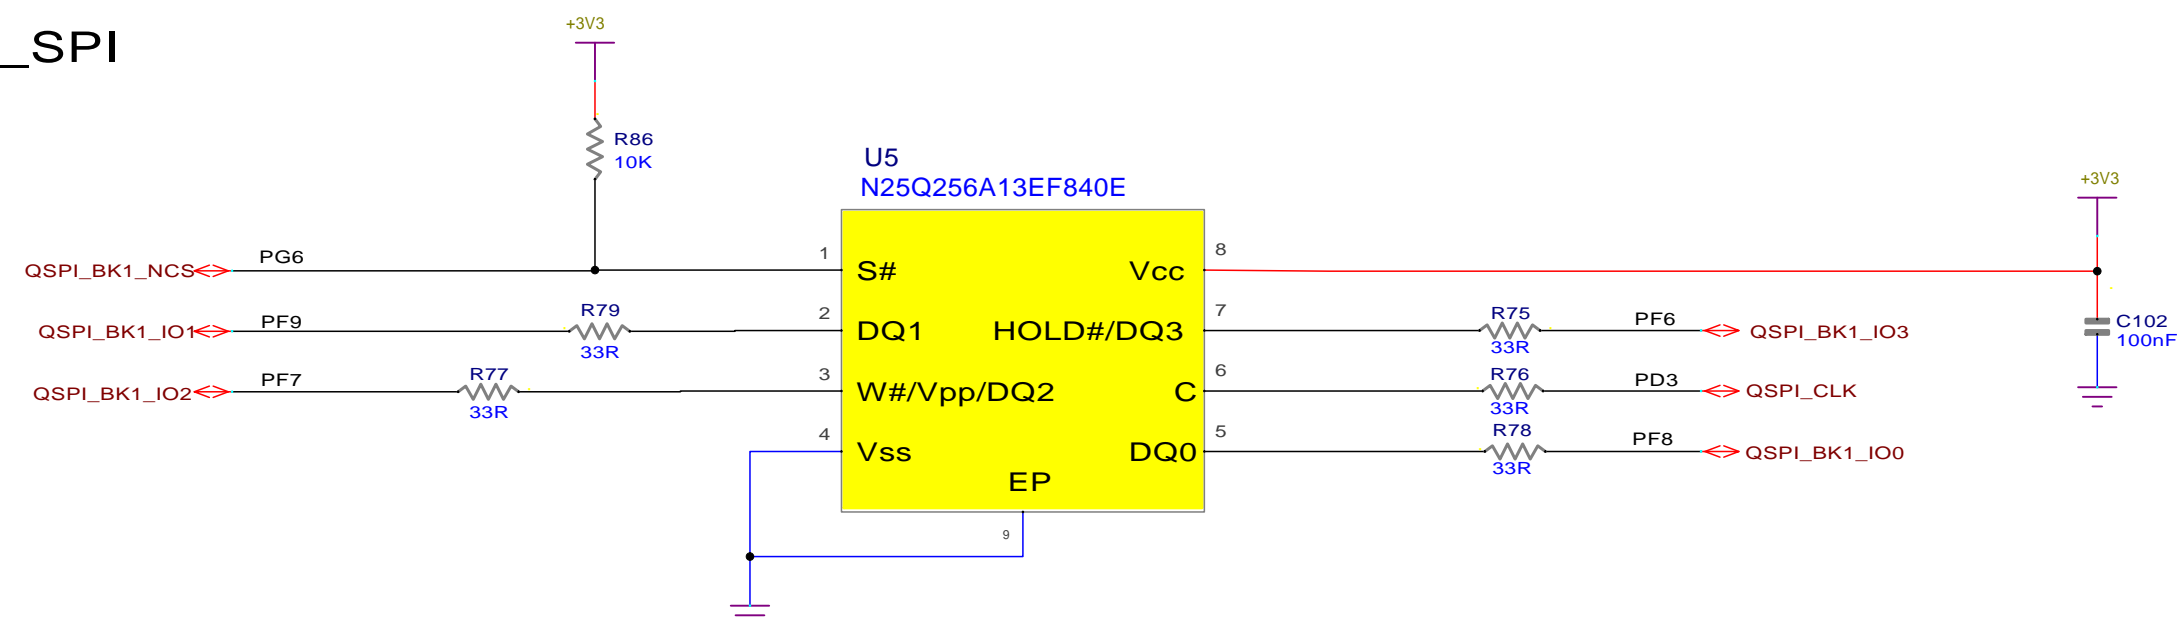 _SPI
+3V3
R86
10K
U5
N25Q256A13EF840E
+3V3
QSPI_BK1_NCS
PG6
1
S#
Vcc
8
QSPI_BK1_IO1
PF9
R79
33R
2
DQ1
HOLD#/DQ3
7
R75
33R
PF6
QSPI_BK1_IO3
C102
100nF
QSPI_BK1_IO2
PF7
R77
33R
3
W#/Vpp/DQ2
C
6
R76
33R
PD3
QSPI_CLK
4
Vss
DQ0
5
R78
33R
PF8
QSPI_BK1_IO0
EP
9